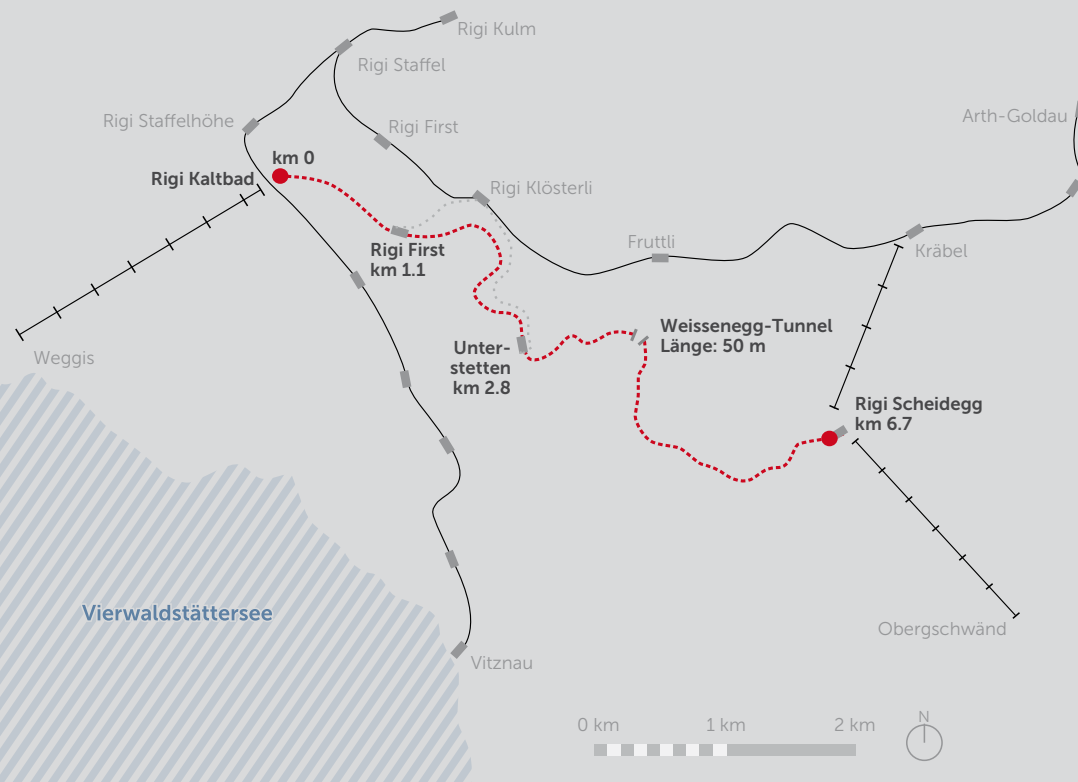 Rigi Kulm
Rigi Staffel
Rigi Staffelhöhe
Rigi First
Arth-Goldau
km 0
Rigi Kaltbad
Rigi Klösterli
Rigi First
km 1.1
Fruttli
Kräbel
Weggis
Unter-
stetten
km 2.8
Weissenegg-Tunnel
Länge: 50 m
Rigi Scheidegg
km 6.7
Vierwaldstättersee
Obergschwänd
Vitznau
0 km
1 km
2 km
N